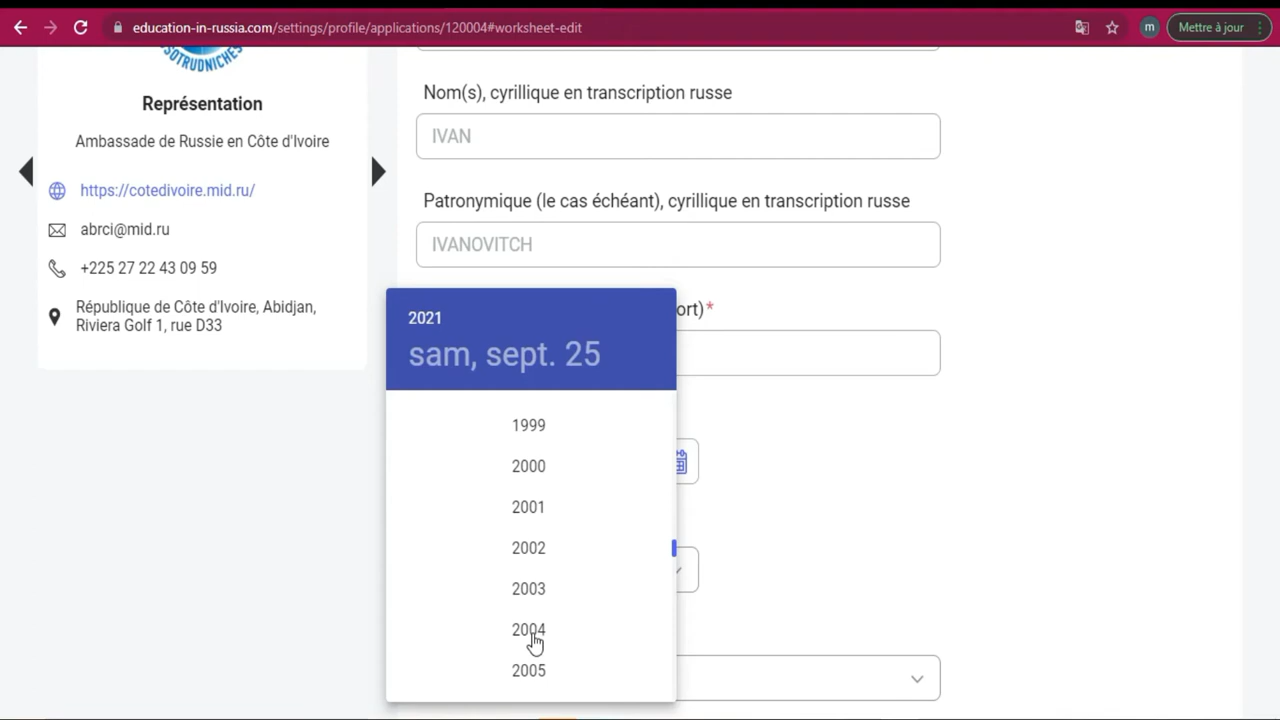 education-in-russia.com/settings/profile/applications/120004#worksheet-edit
m
Mettre à jour
SOTRUDNICHES
Représentation
Ambassade de Russie en Côte d'Ivoire
https://cotedivoire.mid.ru/
abrci@mid.ru
+225 27 22 43 09 59
République de Côte d'Ivoire, Abidjan,
Riviera Golf 1, rue D33
Nom(s), cyrillique en transcription russe
IVAN
Patronymique (le cas échéant), cyrillique en transcription russe
IVANOVITCH
ort)*
2021
sam, sept. 25
1999
2000
2001
2002
2003
2004
2005